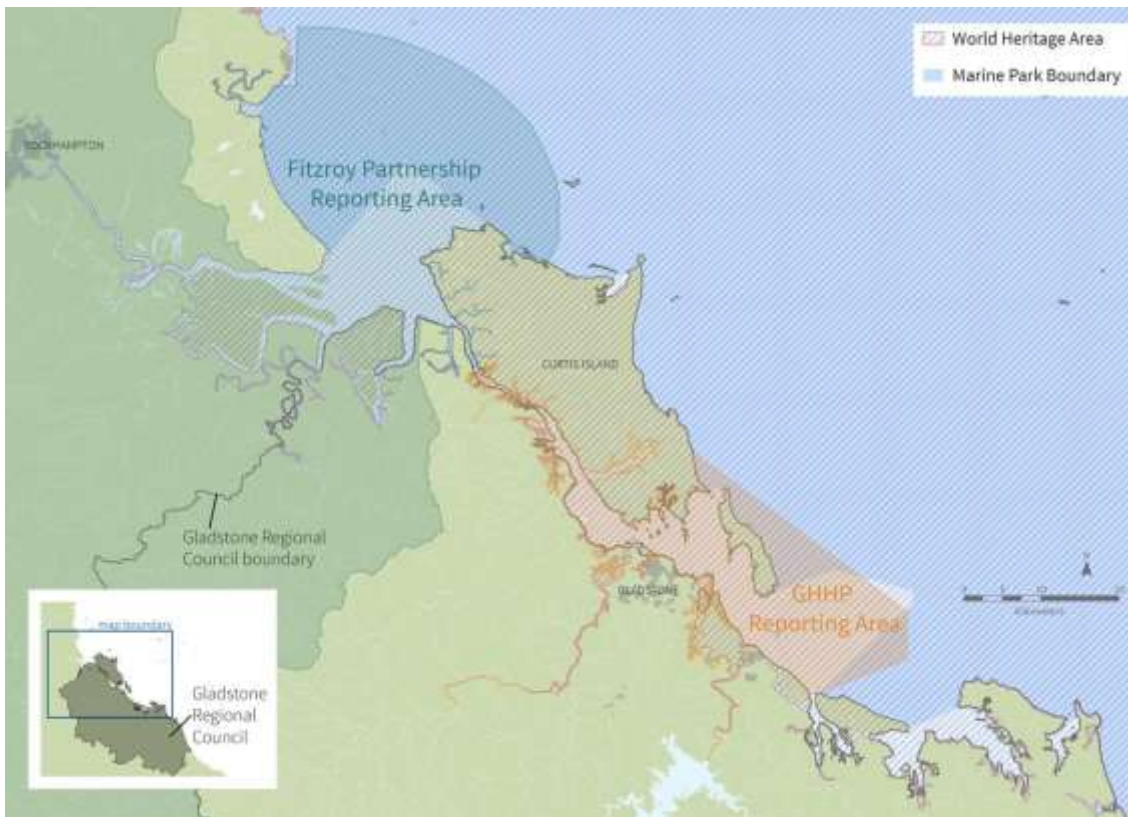 World Heritage Area
Marine Park Boundary
ROCKHAMPTON
Fitzroy Partnership
Reporting Area
CURTIS ISLAND
Gladstone Regional
Council boundary
GLADSTONE
GHHP
Reporting Area
N
map boundary
Gladstone
Regional
Council